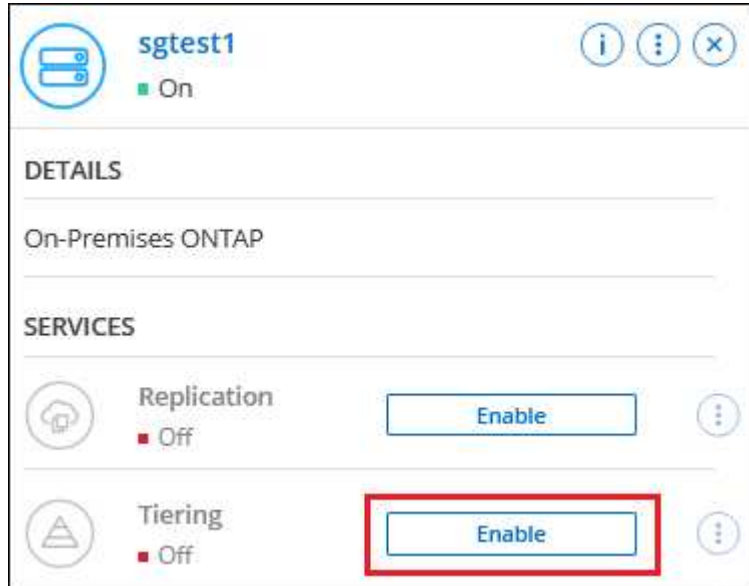 sgtest1
On
DETAILS
On-Premises ONTAP
SERVICES
Replication
Enable
Off
Tiering
Enable
Off